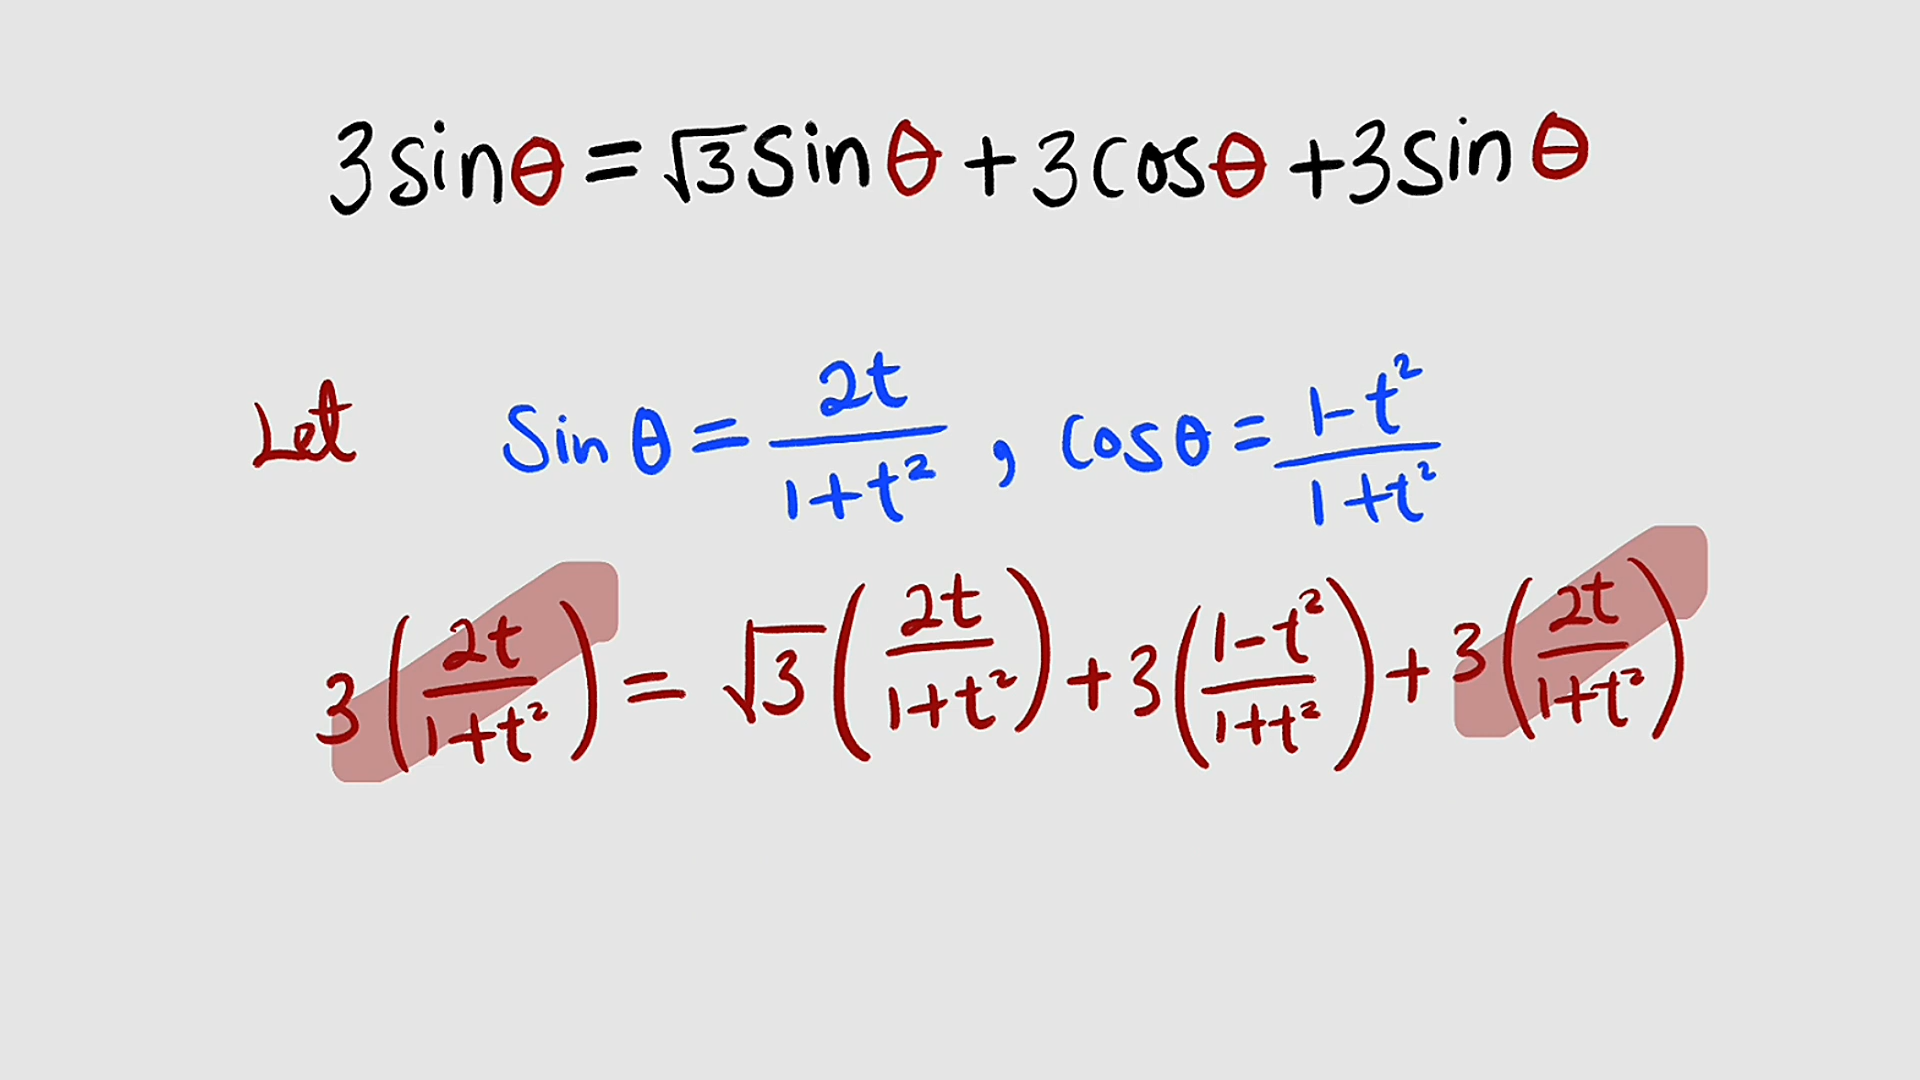 3sinθ = √3sinθ + 3cosθ + 3sinθ
Let sinθ = 2t/(1+t²) , cosθ = (1-t²)/(1+t²)
3(2t/(1+t²)) = √3(2t/(1+t²)) + 3((1-t²)/(1+t²)) + 3(2t/(1+t²))